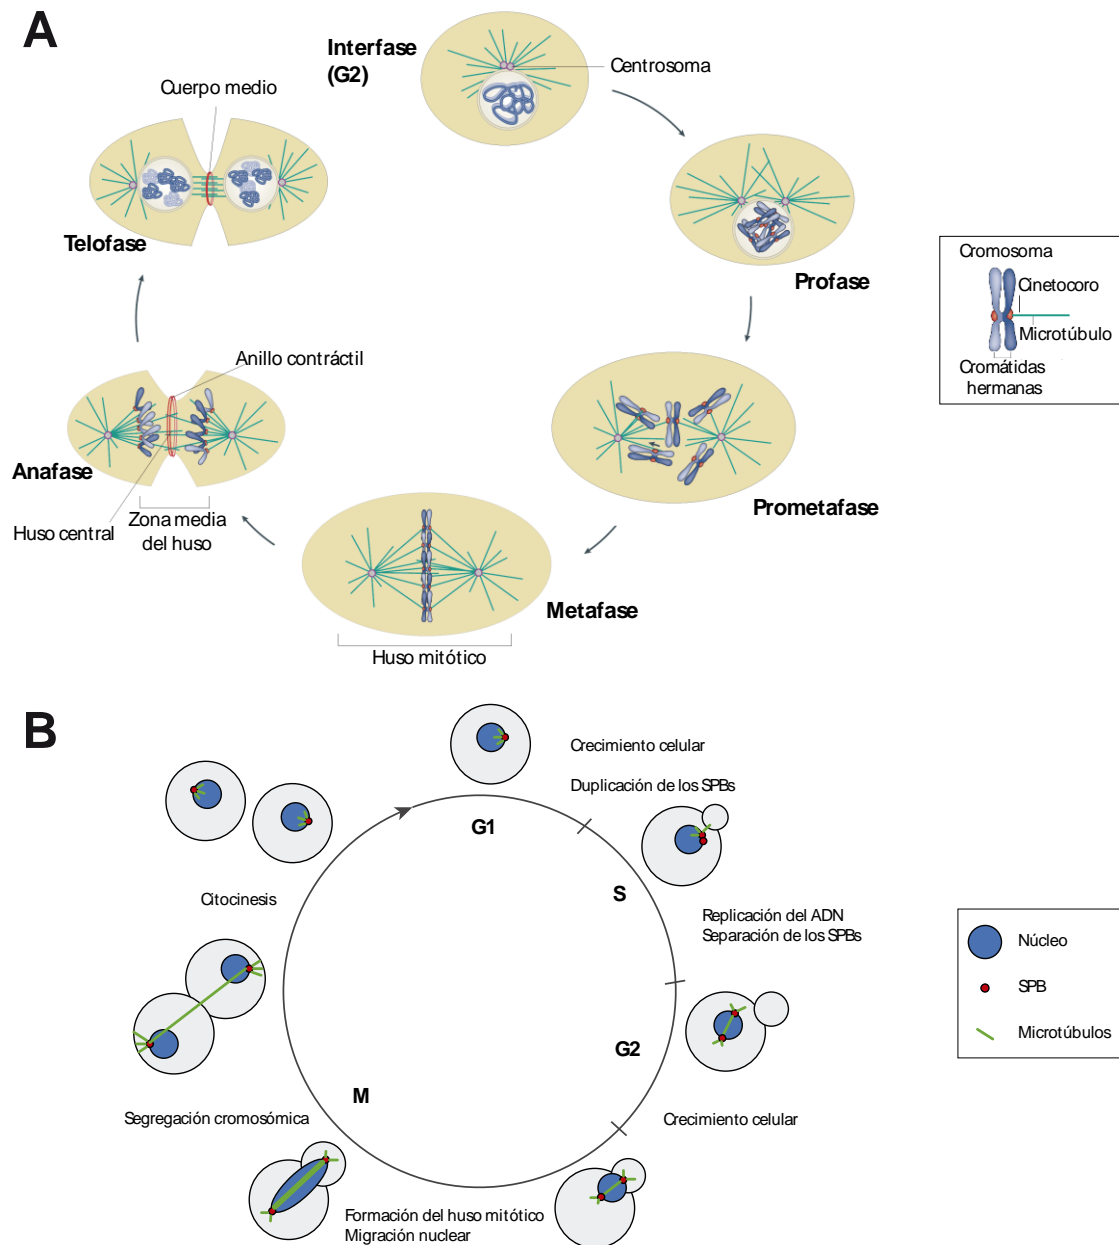 A
Interfase
(G2)
Centrosoma
Cuerpo medio
Telofase
Profase
Cromosoma
Cinetocoro
Microtúbulo
Cromátidas
hermanas
Anillo contráctil
Anafase
Huso central
Zona media
del huso
Prometafase
Metafase
Huso mitótico
B
Crecimiento celular
Duplicación de los SPBs
G1
S
Replicación del ADN
Separación de los SPBs
Citocinesis
Núcleo
SPB
Microtúbulos
G2
M
Crecimiento celular
Segregación cromosómica
Formación del huso mitótico
Migración nuclear